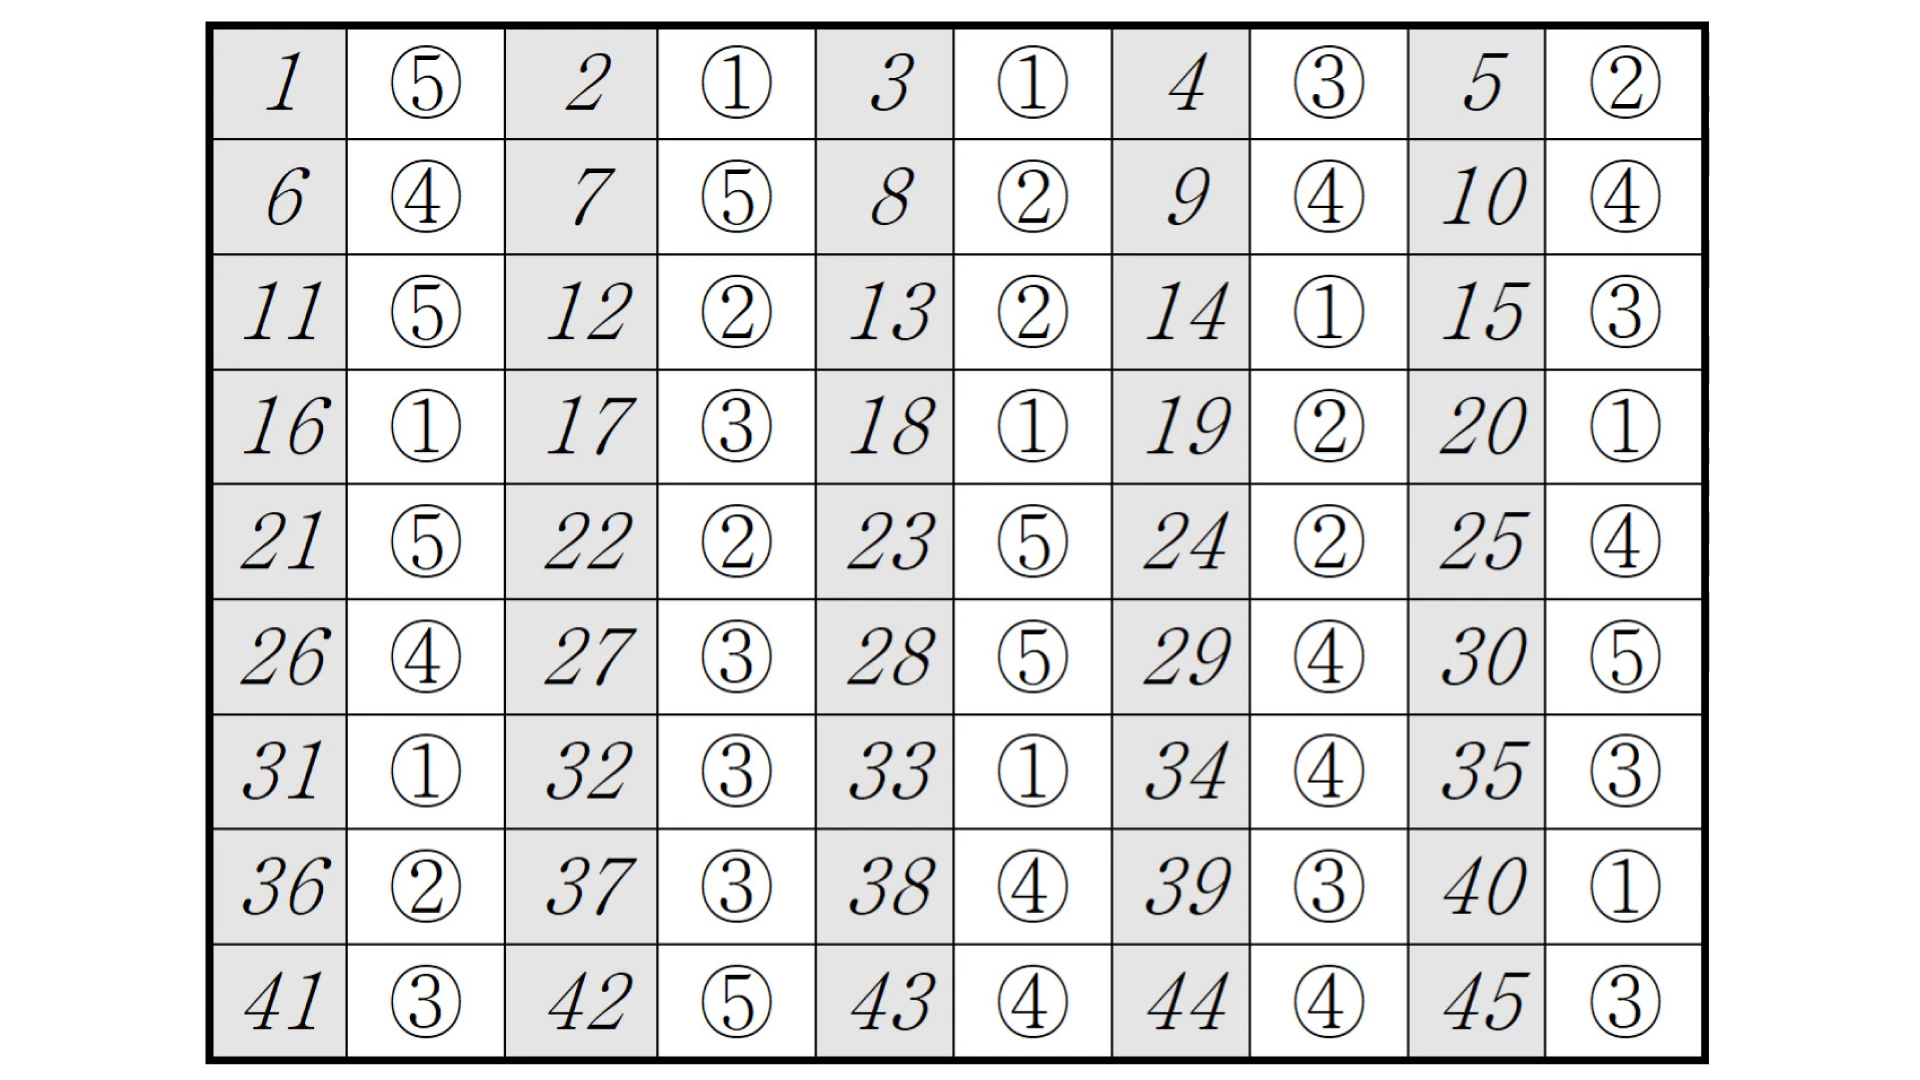 1 ⑤ 2 ① 3 ① 4 ③ 5 ②
6 ④ 7 ⑤ 8 ② 9 ④ 10 ④
11 ⑤ 12 ② 13 ② 14 ① 15 ③
16 ① 17 ③ 18 ① 19 ② 20 ①
21 ⑤ 22 ② 23 ⑤ 24 ② 25 ④
26 ④ 27 ③ 28 ⑤ 29 ④ 30 ⑤
31 ① 32 ③ 33 ① 34 ④ 35 ③
36 ② 37 ③ 38 ④ 39 ③ 40 ①
41 ③ 42 ⑤ 43 ④ 44 ④ 45 ③